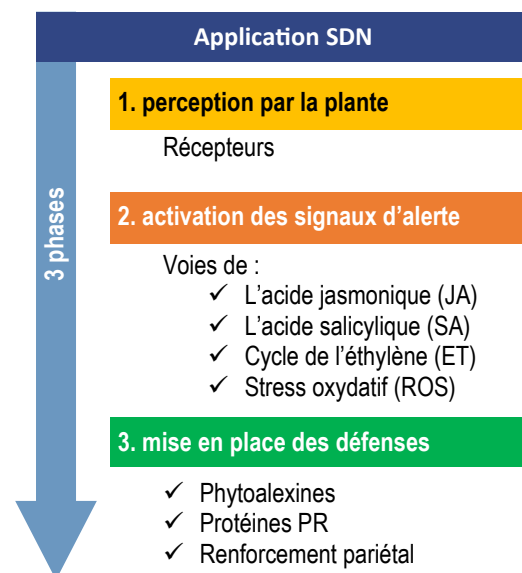 Application SDN
3 phases
1. perception par la plante
Récepteurs
2. activation des signaux d'alerte
Voies de :
✓ L'acide jasmonique (JA)
✓ L'acide salicylique (SA)
✓ Cycle de l'éthylène (ET)
✓ Stress oxydatif (ROS)
3. mise en place des défenses
✓ Phytoalexines
✓ Protéines PR
✓ Renforcement pariétal